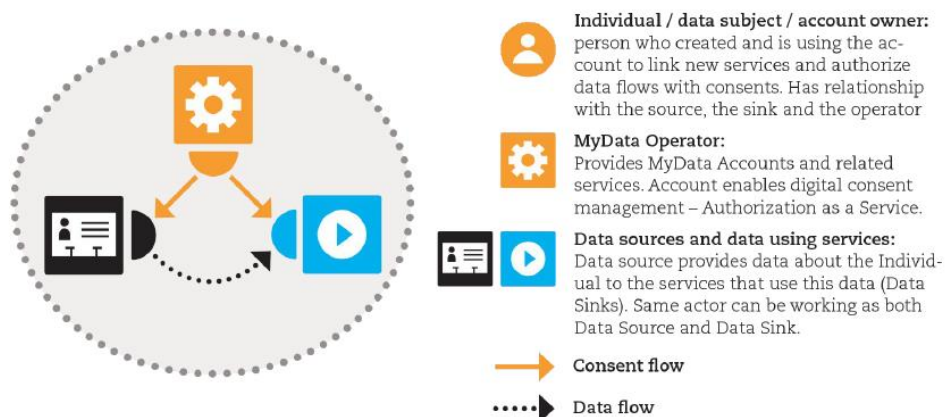 Individual / data subject / account owner:
person who created and is using the ac-
count to link new services and authorize
data flows with consents. Has relationship
with the source, the sink and the operator
MyData Operator:
Provides MyData Accounts and related
services. Account enables digital consent
management – Authorization as a Service.
Data sources and data using services:
Data source provides data about the Individ-
ual to the services that use this data (Data
Sinks). Same actor can be working as both
Data Source and Data Sink.
Consent flow
Data flow